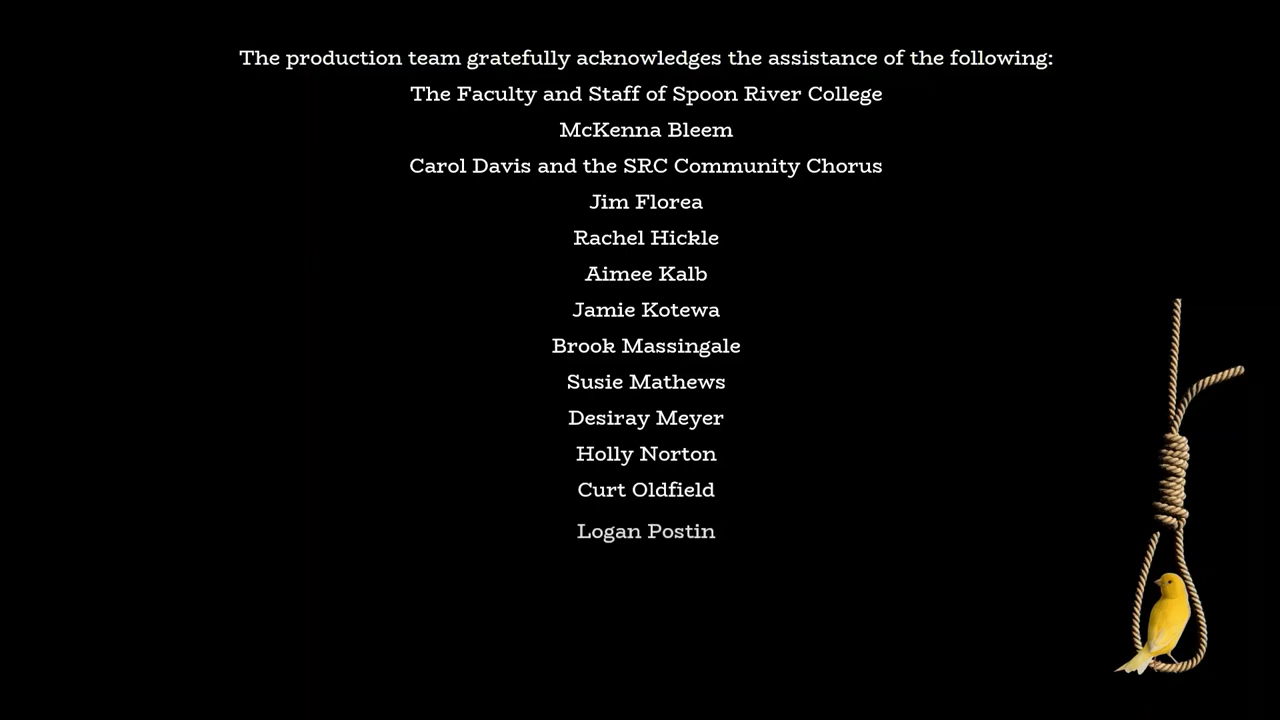 The production team gratefully acknowledges the assistance of the following:
The Faculty and Staff of Spoon River College
McKenna Bleem
Carol Davis and the SRC Community Chorus
Jim Florea
Rachel Hickle
Aimee Kalb
Jamie Kotewa
Brook Massingale
Susie Mathews
Desiray Meyer
Holly Norton
Curt Oldfield
Logan Postin